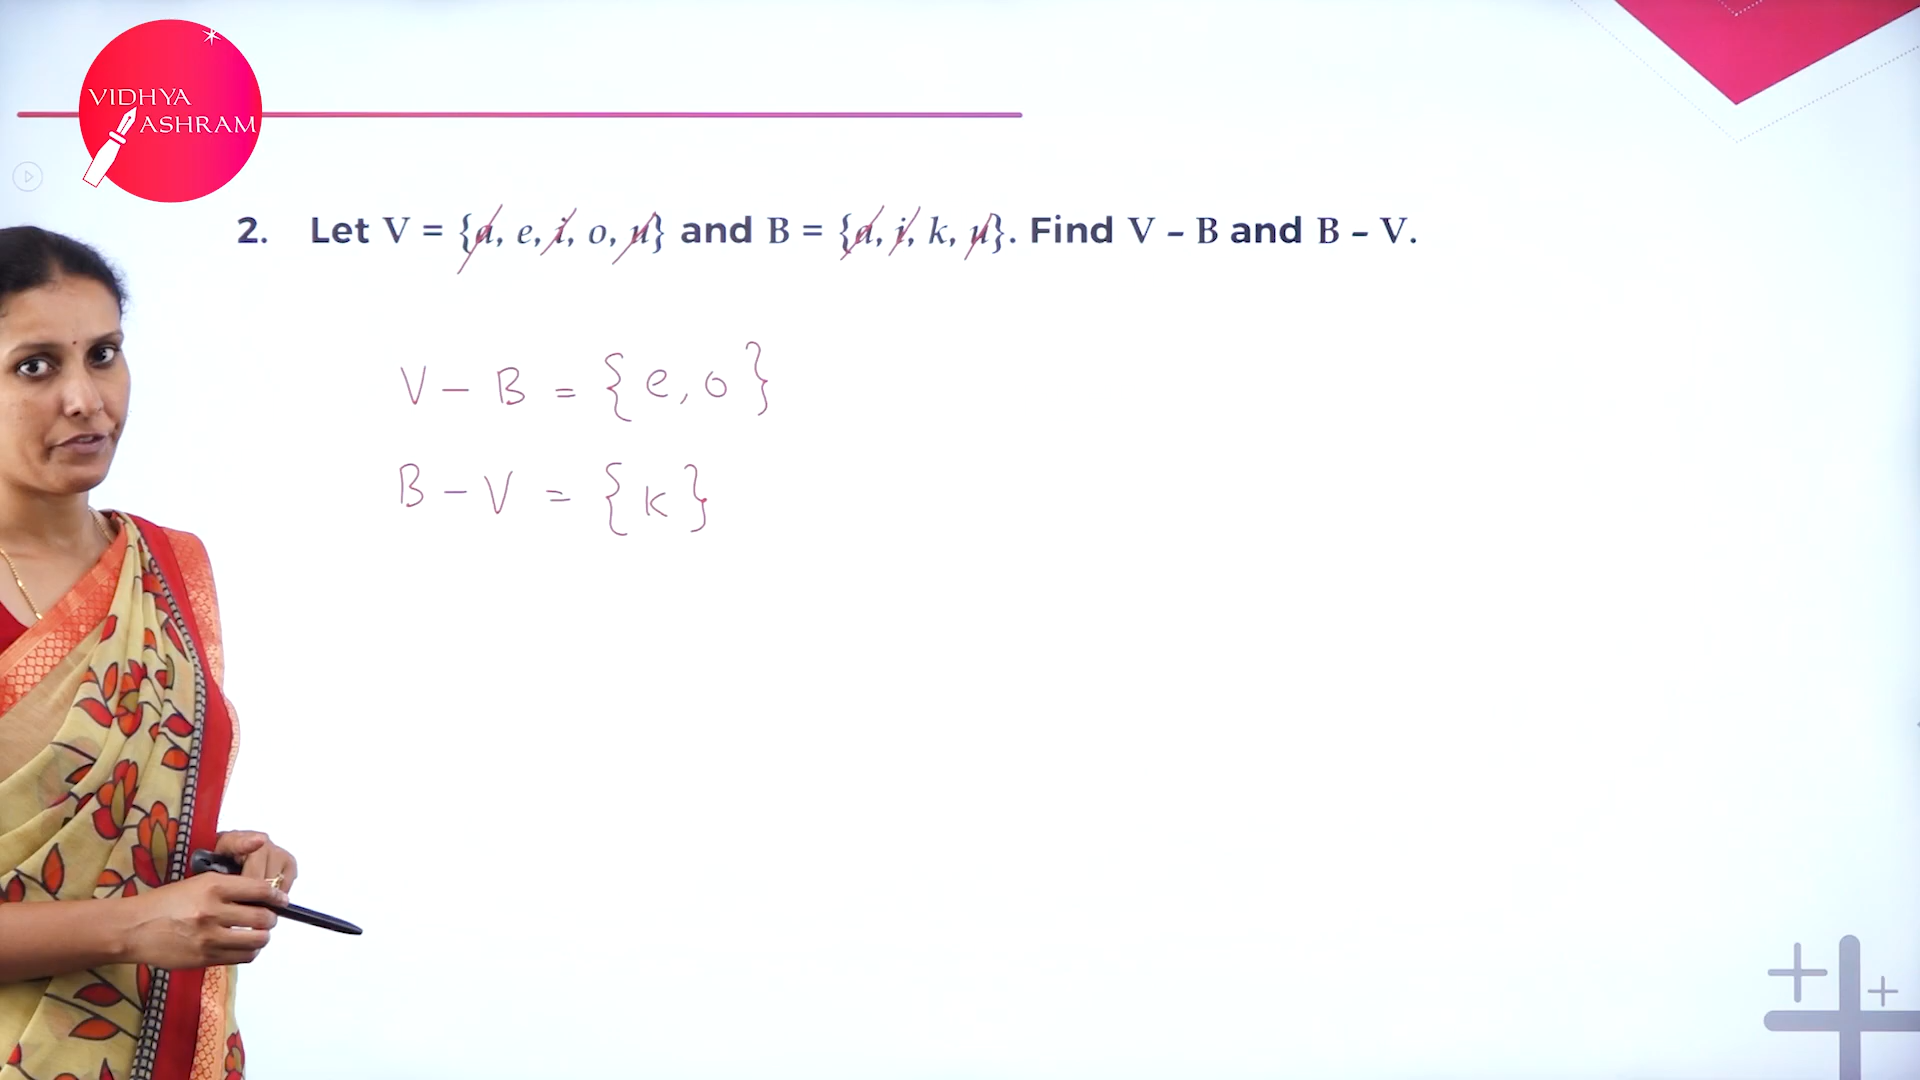 VIDHYA
ASHRAM
2. Let V = {a, e, i, o, u} and B = {a, i, k, u}. Find V – B and B – V.
V – B = {e, o}
B – V = {k}